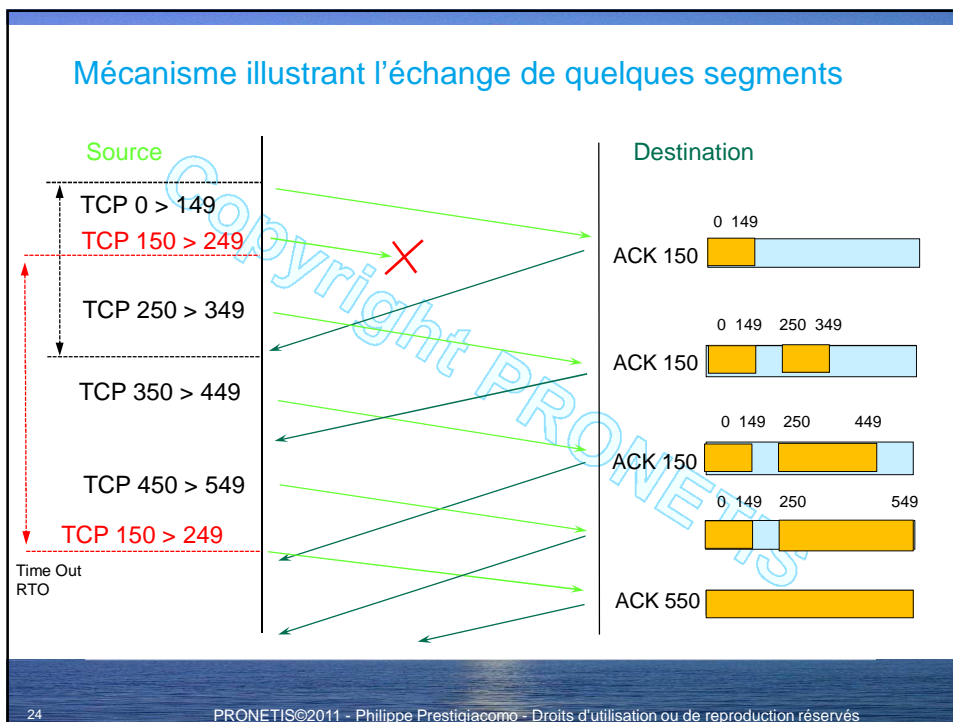 Mécanisme illustrant l'échange de quelques segments
Source
Destination
TCP 0 > 149
TCP 150 > 249
TCP 250 > 349
TCP 350 > 449
TCP 450 > 549
TCP 150 > 249
Time Out
RTO
0 149
ACK 150
0 149 250 349
ACK 150
0 149 250 449
ACK 150
0 149 250 549
ACK 550
Copyright PRONETIS
24
PRONETIS©2011 - Philippe Prestigiacomo - Droits d'utilisation ou de reproduction réservés